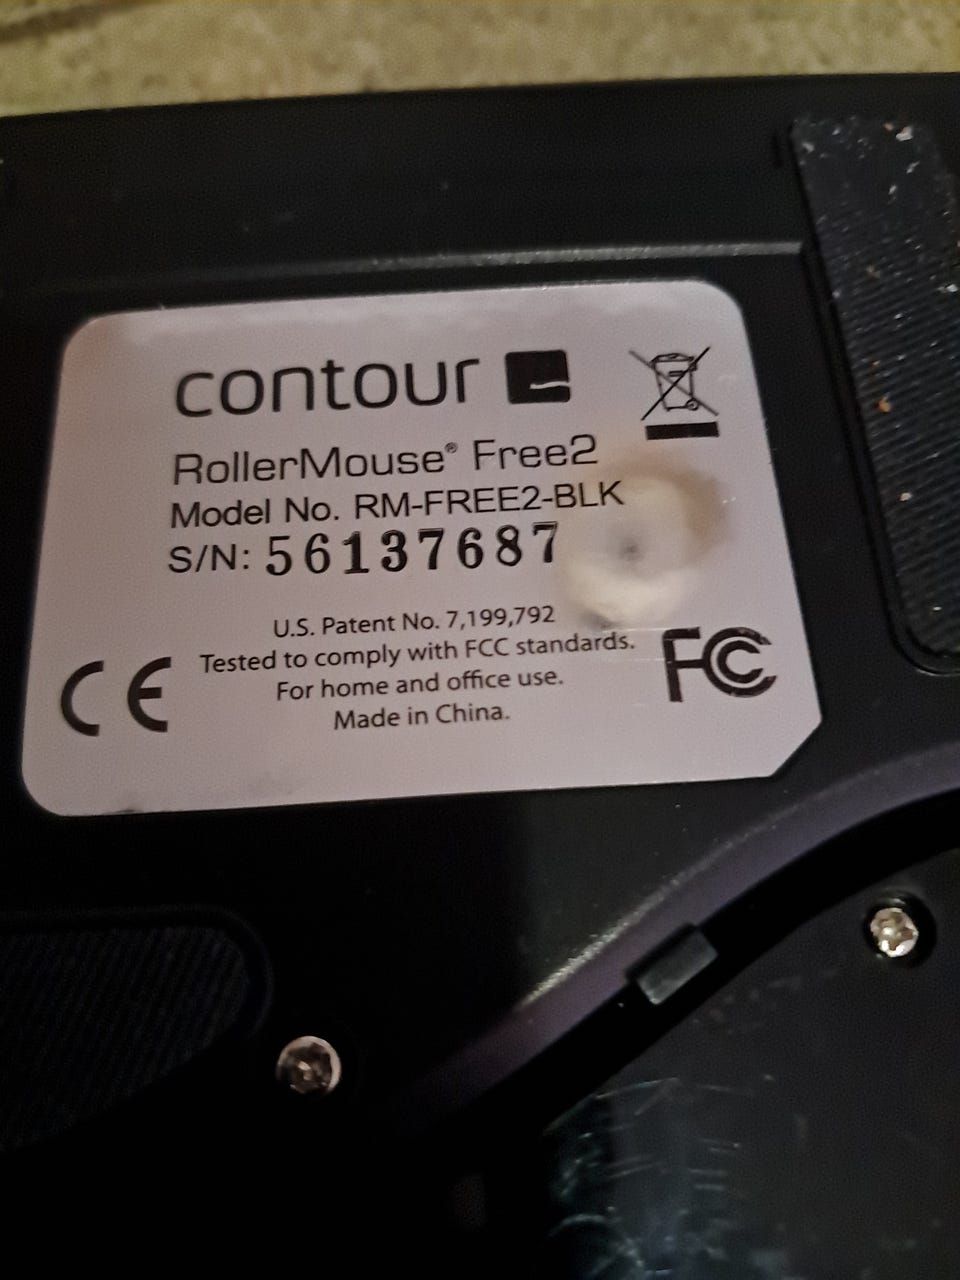 contour
RollerMouse® Free2
Model No. RM-FREE2-BLK
S/N: 56137687
U.S. Patent No. 7,199,792
Tested to comply with FCC standards.
For home and office use.
Made in China.
CE
FC